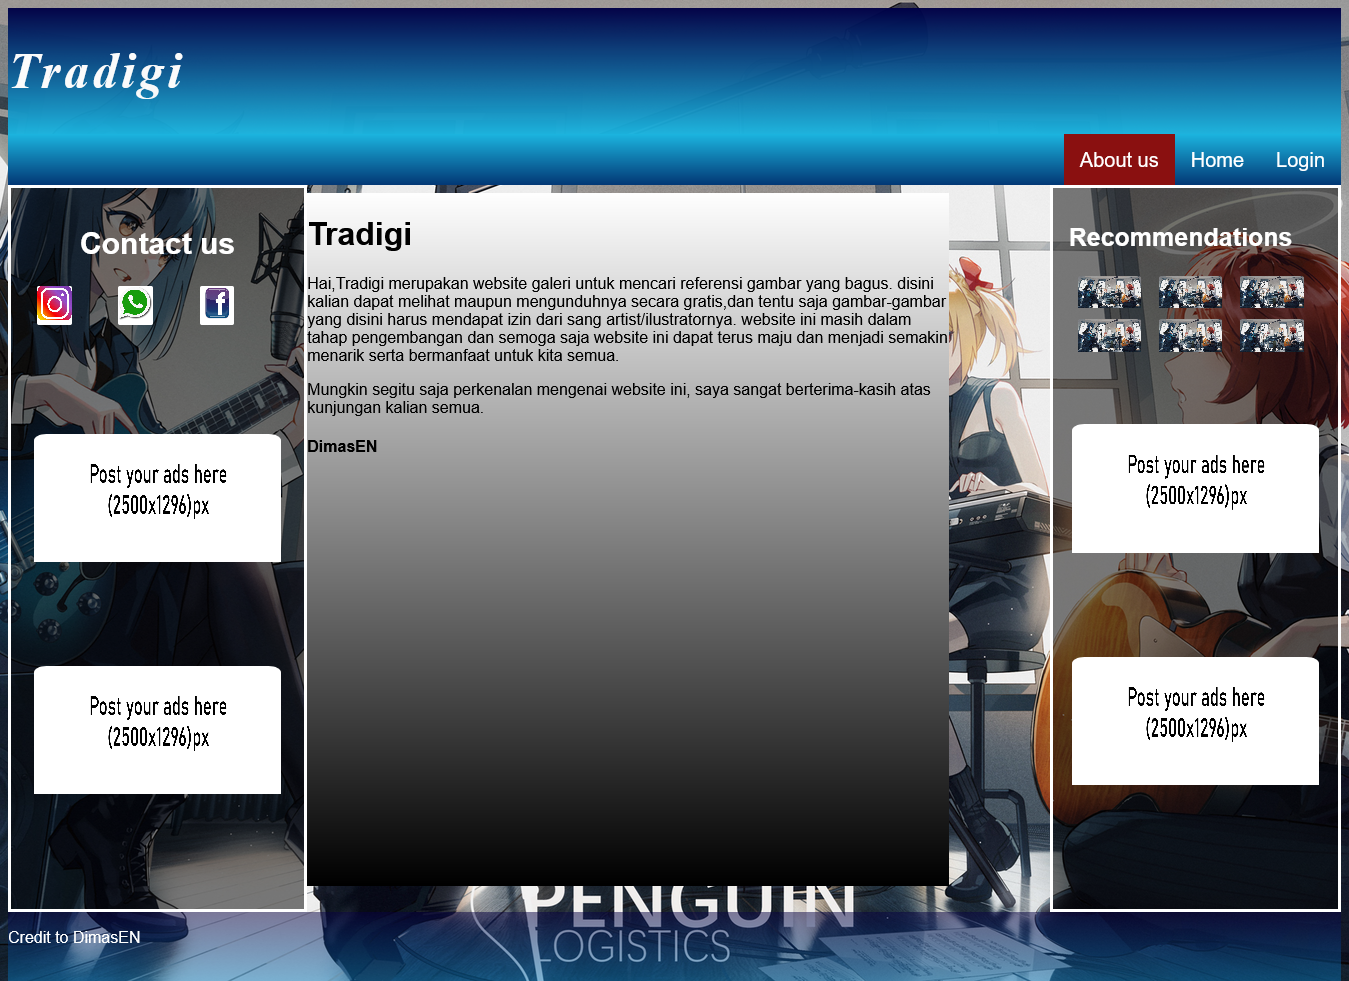 Tradigi
About us Home Login
Contact us
Post your ads here
(2500x1296)px
Post your ads here
(2500x1296)px
Tradigi
Hai,Tradigi merupakan website galeri untuk mencari referensi gambar yang bagus. disini
kalian dapat melihat maupun mengunduhnya secara gratis,dan tentu saja gambar-gambar
yang disini harus mendapat izin dari sang artist/ilustratornya. website ini masih dalam
tahap pengembangan dan semoga saja website ini dapat terus maju dan menjadi semakin
menarik serta bermanfaat untuk kita semua.
Mungkin segitu saja perkenalan mengenai website ini, saya sangat berterima-kasih atas
kunjungan kalian semua.
DimasEN
Recommendations
Post your ads here
(2500x1296)px
Post your ads here
(2500x1296)px
PENGUIN
LOGISTICS
Credit to DimasEN